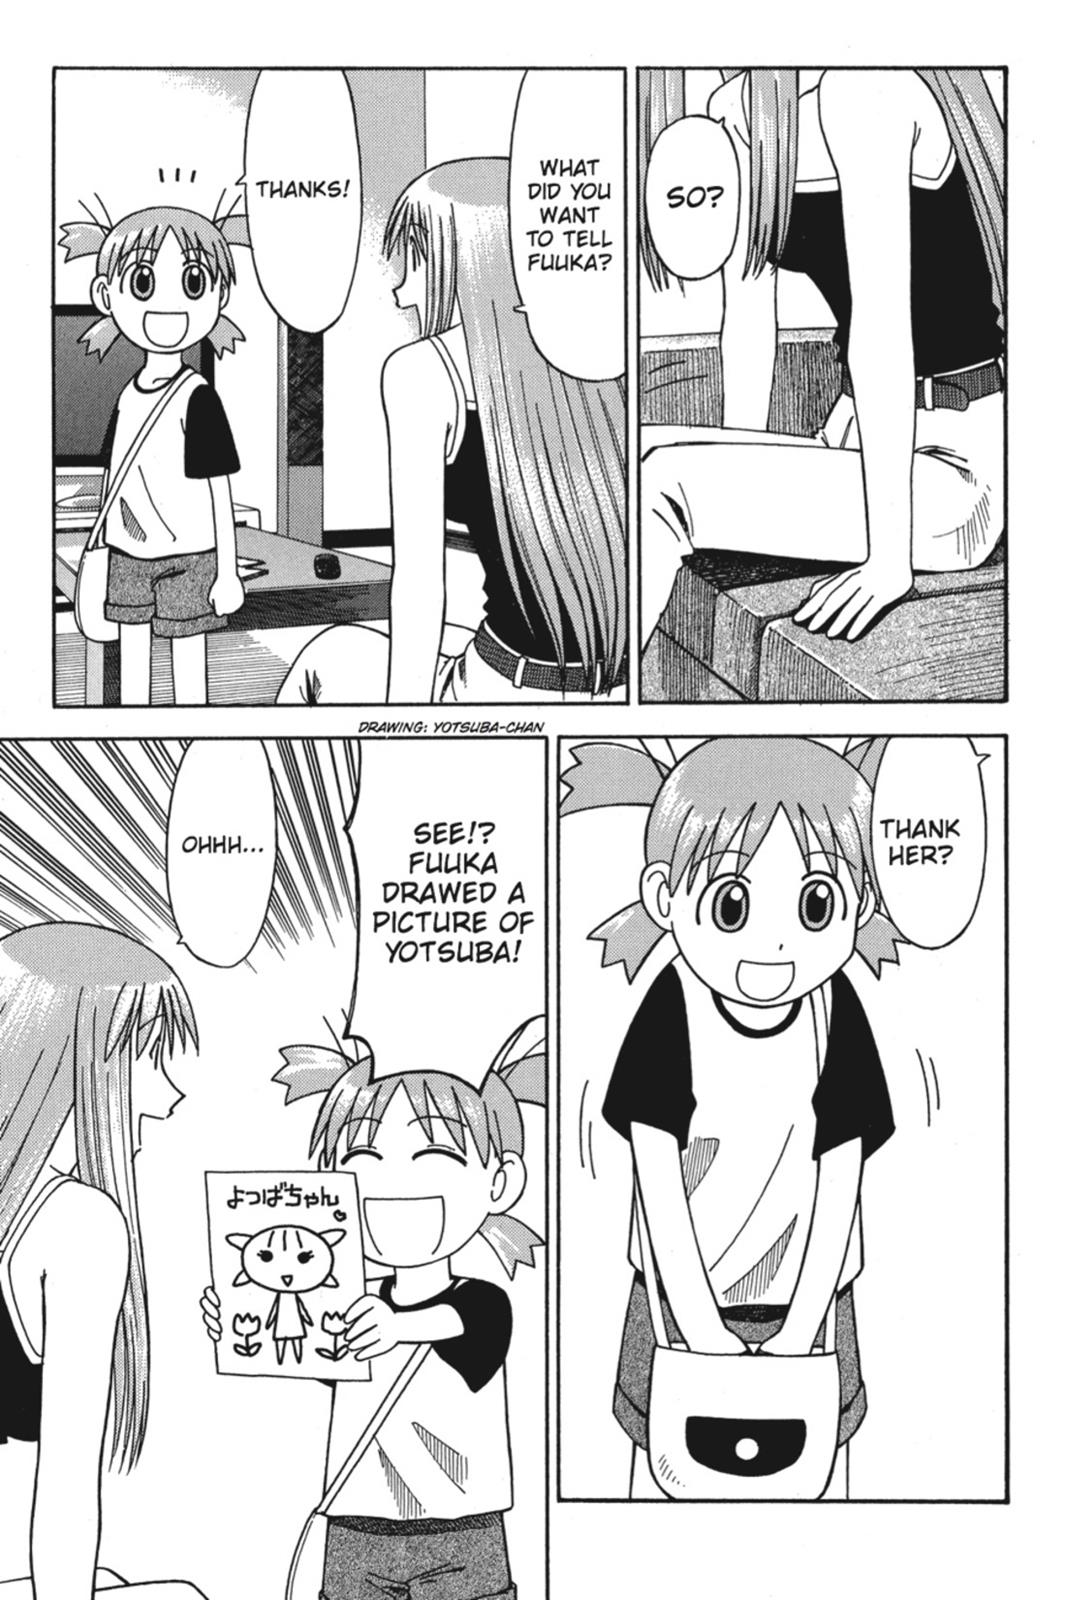 SO?
WHAT
DID YOU
WANT
TO TELL
FUUKA?
THANKS!
THANK
HER?
DRAWING: YOTSUBA-CHAN
SEE!?
FUUKA
DRAWED A
PICTURE OF
YOTSUBA!
OHHH...
よつばちゃん